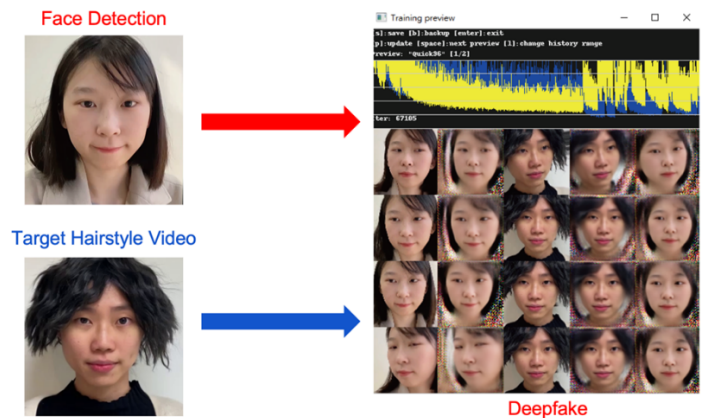 Face Detection
Target Hairstyle Video
Training preview
[s]:save [b]:backup [enter]:exit
[p]:update [space]:next preview [l]:change history range
Preview: "Quick96" [1/2]
Iter: 67105
Deepfake